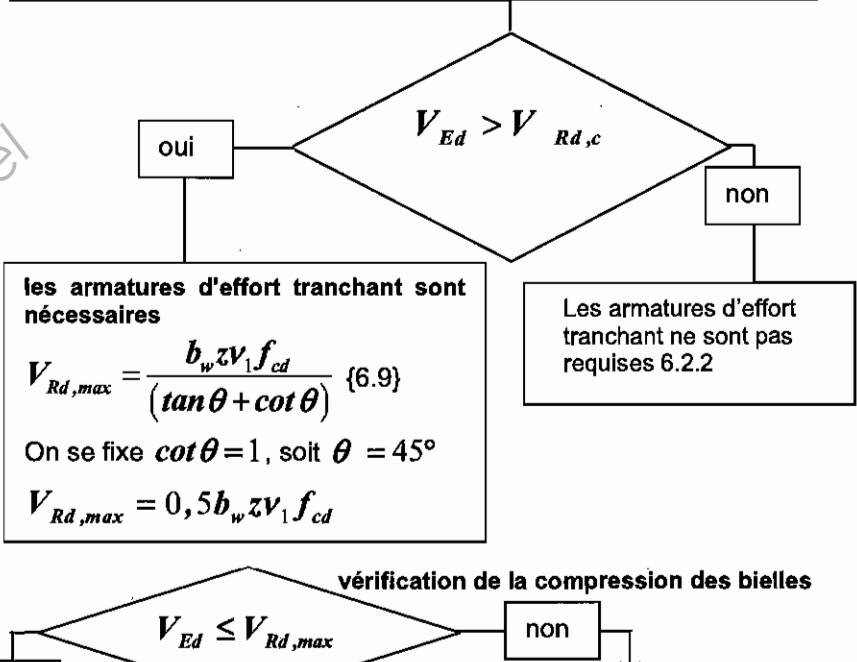 V_Ed > V_Rd,c
oui
non
les armatures d'effort tranchant sont
nécessaires
V_Rd,max = b_w z ν_1 f_cd / (tan θ + cot θ) {6.9}
On se fixe cot θ = 1, soit θ = 45°
V_Rd,max = 0,5 b_w z ν_1 f_cd
Les armatures d'effort
tranchant ne sont pas
requises 6.2.2
vérification de la compression des bielles
V_Ed ≤ V_Rd,max
non